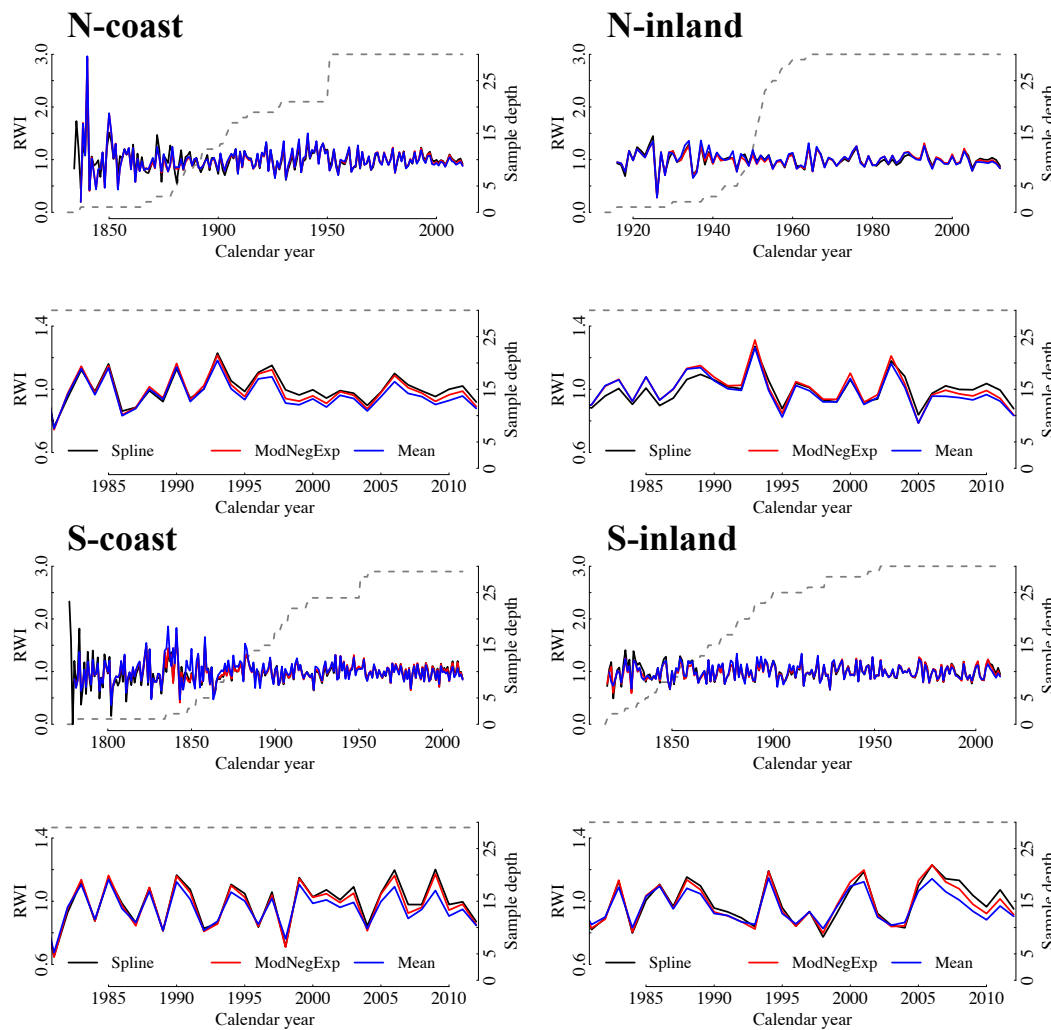 N-coast
N-inland
RWI
0.0 1.0 2.0 3.0
1850 1900 1950 2000
Calendar year
0 5 10 15 25
Sample depth
RWI
0.0 1.0 2.0 3.0
1920 1940 1960 1980 2000
Calendar year
0 5 10 15 25
Sample depth
RWI
0.6 1.0 1.4
Spline ModNegExp Mean
1985 1990 1995 2000 2005 2010
Calendar year
0 5 15 25
Sample depth
RWI
0.6 1.0 1.4
Spline ModNegExp Mean
1985 1990 1995 2000 2005 2010
Calendar year
0 5 15 25
Sample depth
S-coast
S-inland
RWI
0.0 1.0 2.0 3.0
1800 1850 1900 1950 2000
Calendar year
0 5 10 15 25
Sample depth
RWI
0.0 1.0 2.0 3.0
1850 1900 1950 2000
Calendar year
0 5 10 15 25
Sample depth
RWI
0.6 1.0 1.4
Spline ModNegExp Mean
1985 1990 1995 2000 2005 2010
Calendar year
0 5 15 25
Sample depth
RWI
0.6 1.0 1.4
Spline ModNegExp Mean
1985 1990 1995 2000 2005 2010
Calendar year
0 5 15 25
Sample depth